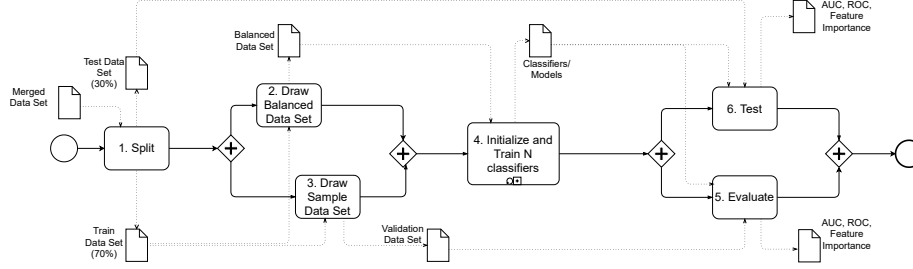 AUC, ROC,
Feature
Importance
Balanced
Data Set
Test Data
Set
(30%)
Classifiers/
Models
Merged
Data Set
2. Draw
Balanced
Data Set
6. Test
1. Split
4. Initialize and
Train N
classifiers
3. Draw
Sample
Data Set
5. Evaluate
Train
Data Set
(70%)
Validation
Data Set
AUC, ROC,
Feature
Importance